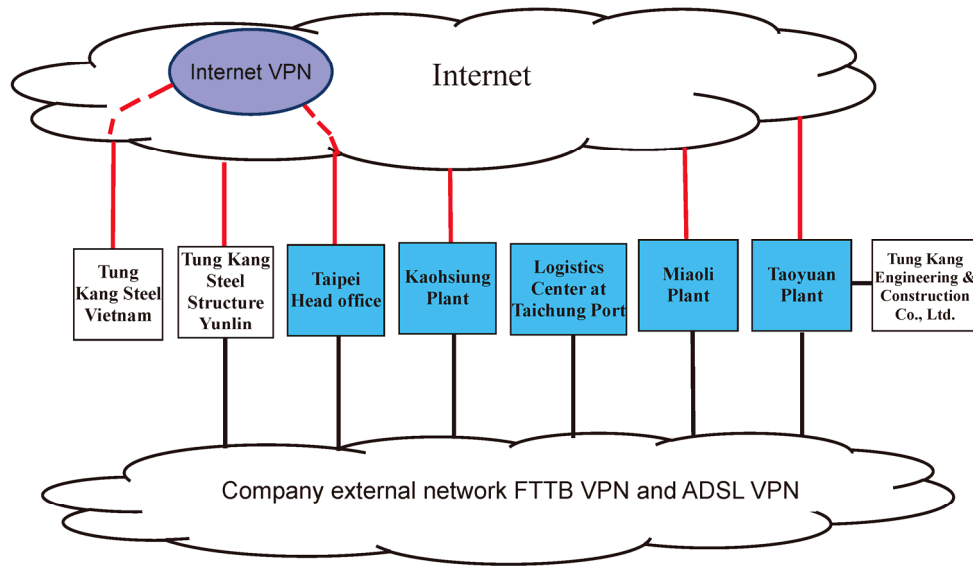 Internet VPN
Internet
Tung
Kang Steel
Vietnam
Tung Kang
Steel
Structure
Yunlin
Taipei
Head office
Kaohsiung
Plant
Logistics
Center at
Taichung Port
Miaoli
Plant
Taoyuan
Plant
Tung Kang
Engineering &
Construction
Co., Ltd.
Company external network FTTB VPN and ADSL VPN